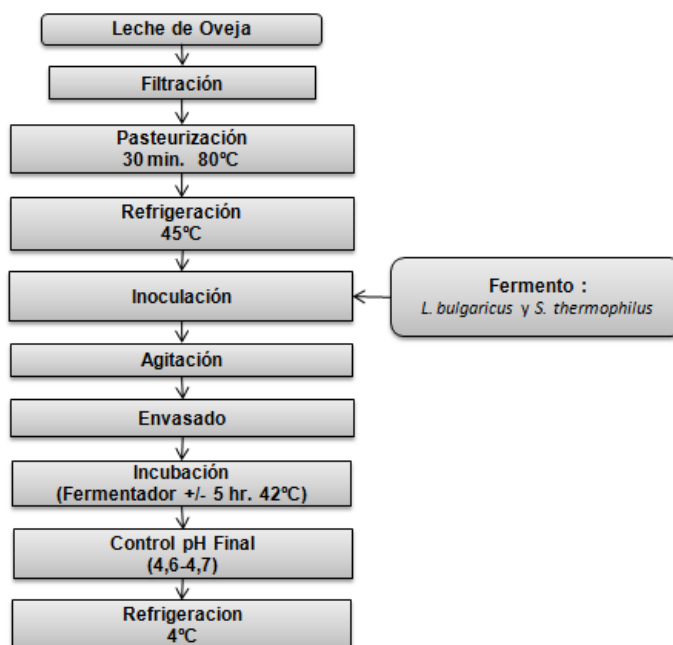 Leche de Oveja
Filtración
Pasteurización
30 min. 80ºC
Refrigeración
45ºC
Inoculación
Fermento :
L. bulgaricus y S. thermophilus
Agitación
Envasado
Incubación
(Fermentador +/- 5 hr. 42ºC)
Control pH Final
(4,6-4,7)
Refrigeracion
4ºC